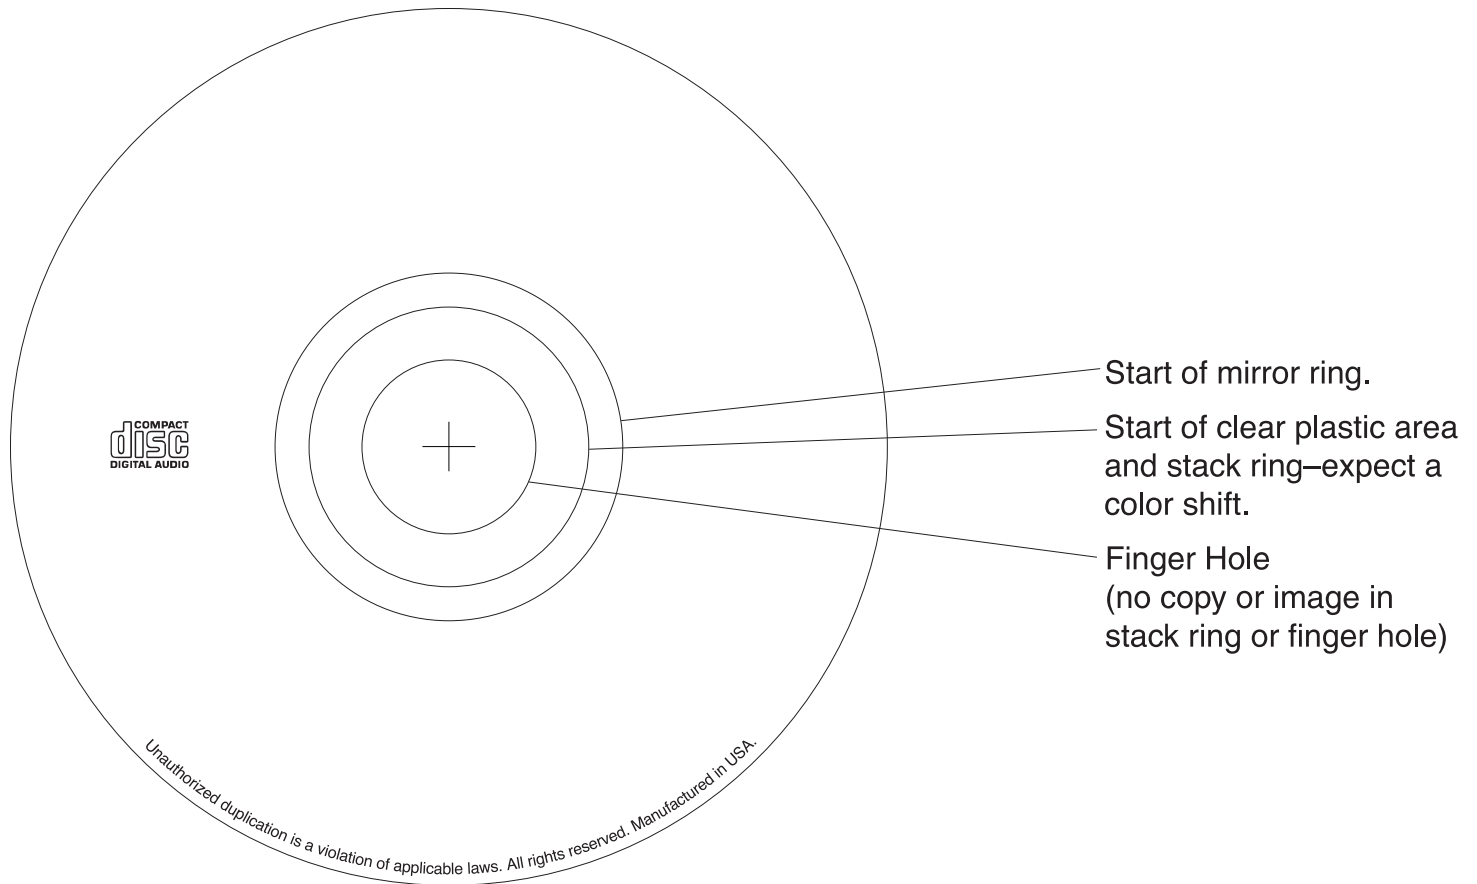 COMPACT
disc
DIGITAL AUDIO
Start of mirror ring.
Start of clear plastic area
and stack ring–expect a
color shift.
Finger Hole
(no copy or image in
stack ring or finger hole)
Unauthorized duplication is a violation of applicable laws. All rights reserved. Manufactured in USA.